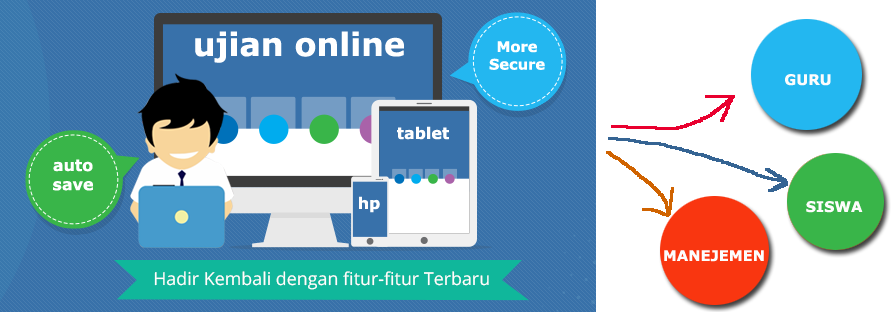 ujian online
More
Secure
auto
save
tablet
hp
Hadir Kembali dengan fitur-fitur Terbaru
GURU
SISWA
MANEJEMEN